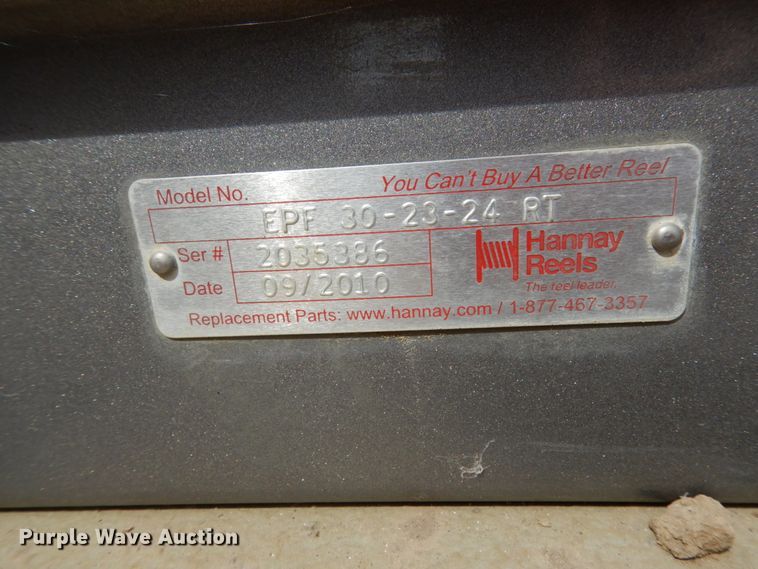 Model No.
You Can't Buy A Better Reel
EPF 30-23-24 RT
Ser # 2035386
Date 09/2010
Hannay
Reels
The reel leader.
Replacement Parts: www.hannay.com / 1-877-467-3357
Purple Wave Auction